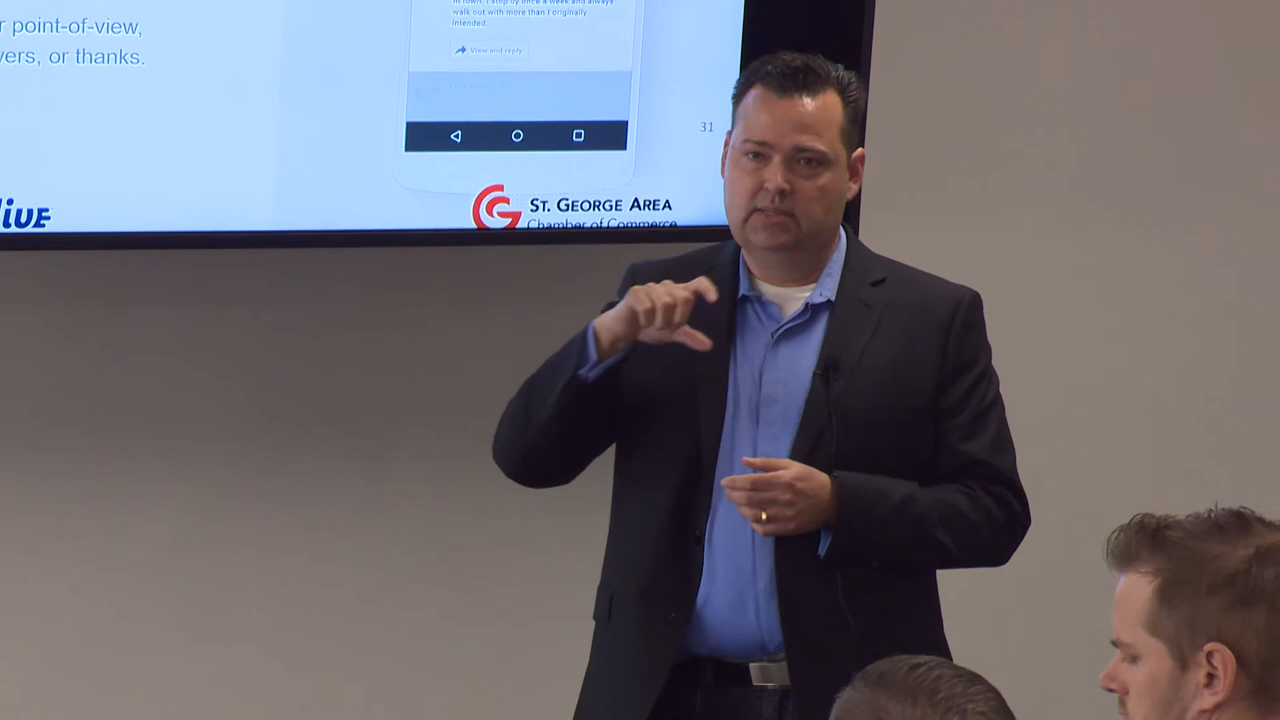 r point-of-view,
vers, or thanks.
in town. I stop by once a week and always
walk out with more than I originally
intended.
View and reply
31
live
ST. GEORGE AREA
Chamber of Commerce